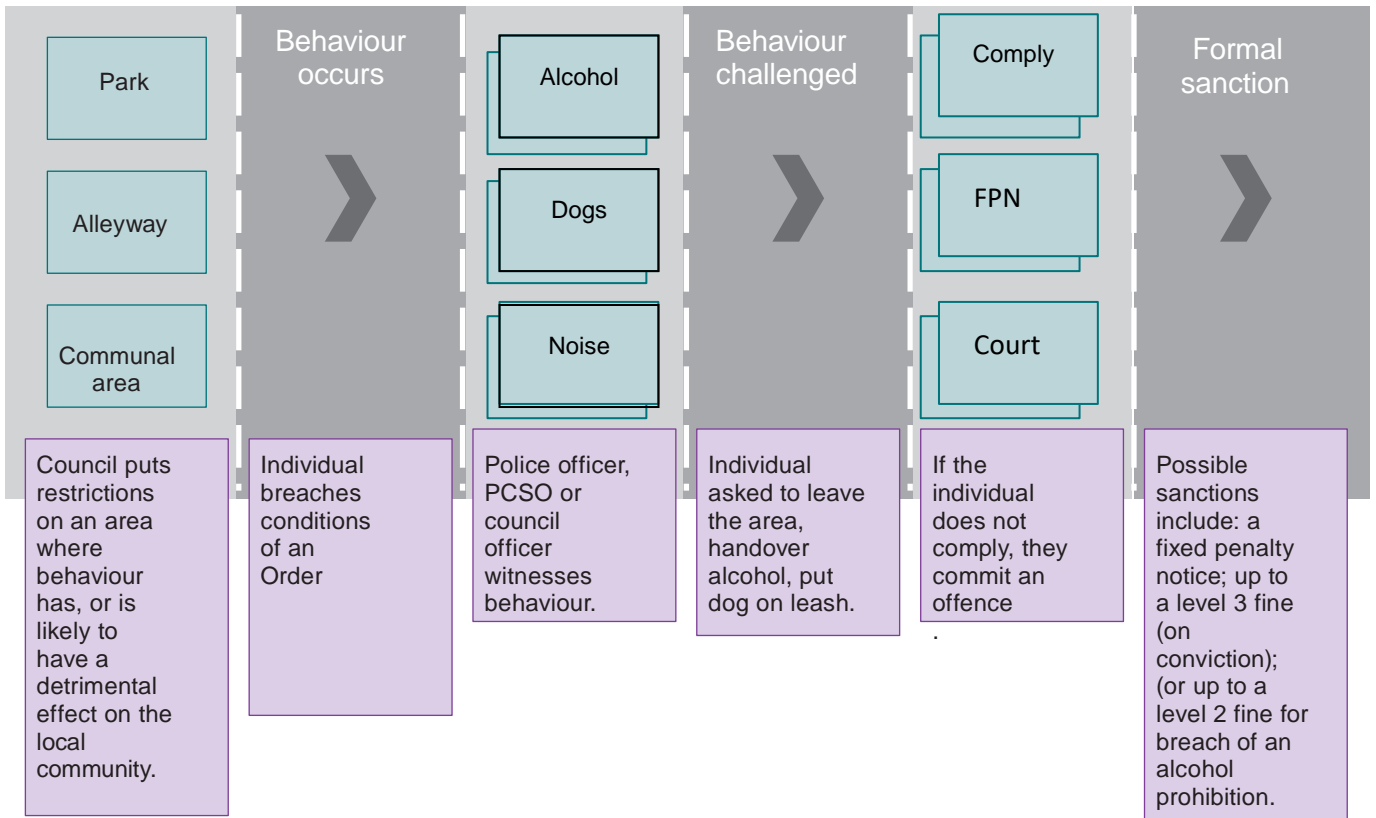 Park
Alleyway
Communal
area
Behaviour
occurs
Alcohol
Dogs
Noise
Behaviour
challenged
Comply
FPN
Court
Formal
sanction
Council puts
restrictions
on an area
where
behaviour
has, or is
likely to
have a
detrimental
effect on the
local
community.
Individual
breaches
conditions
of an
Order
Police officer,
PCSO or
council
officer
witnesses
behaviour.
Individual
asked to leave
the area,
handover
alcohol, put
dog on leash.
If the
individual
does not
comply, they
commit an
offence
.
Possible
sanctions
include: a
fixed penalty
notice; up to
a level 3 fine
(on
conviction);
(or up to a
level 2 fine for
breach of an
alcohol
prohibition.